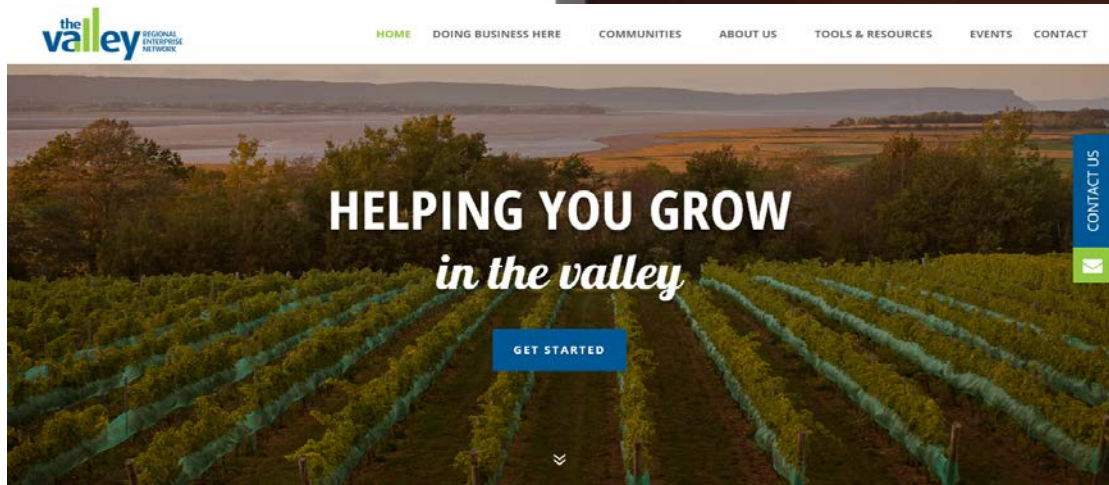 the
valley
REGIONAL
ENTERPRISE
NETWORK
HOME DOING BUSINESS HERE COMMUNITIES ABOUT US TOOLS & RESOURCES EVENTS CONTACT
HELPING YOU GROW
in the valley
GET STARTED
CONTACT US